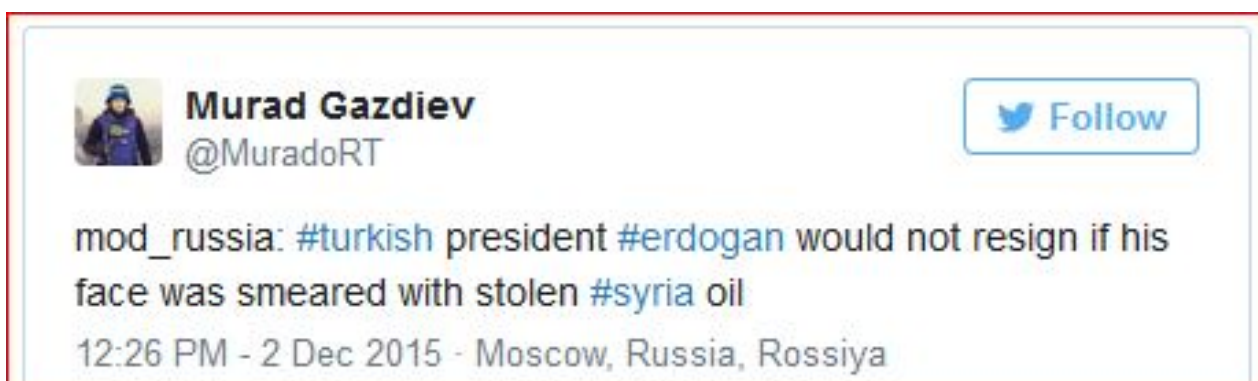 Murad Gazdiev
Follow
@MuradoRT
mod_russia: #turkish president #erdogan would not resign if his
face was smeared with stolen #syria oil
12:26 PM - 2 Dec 2015 · Moscow, Russia, Rossiya